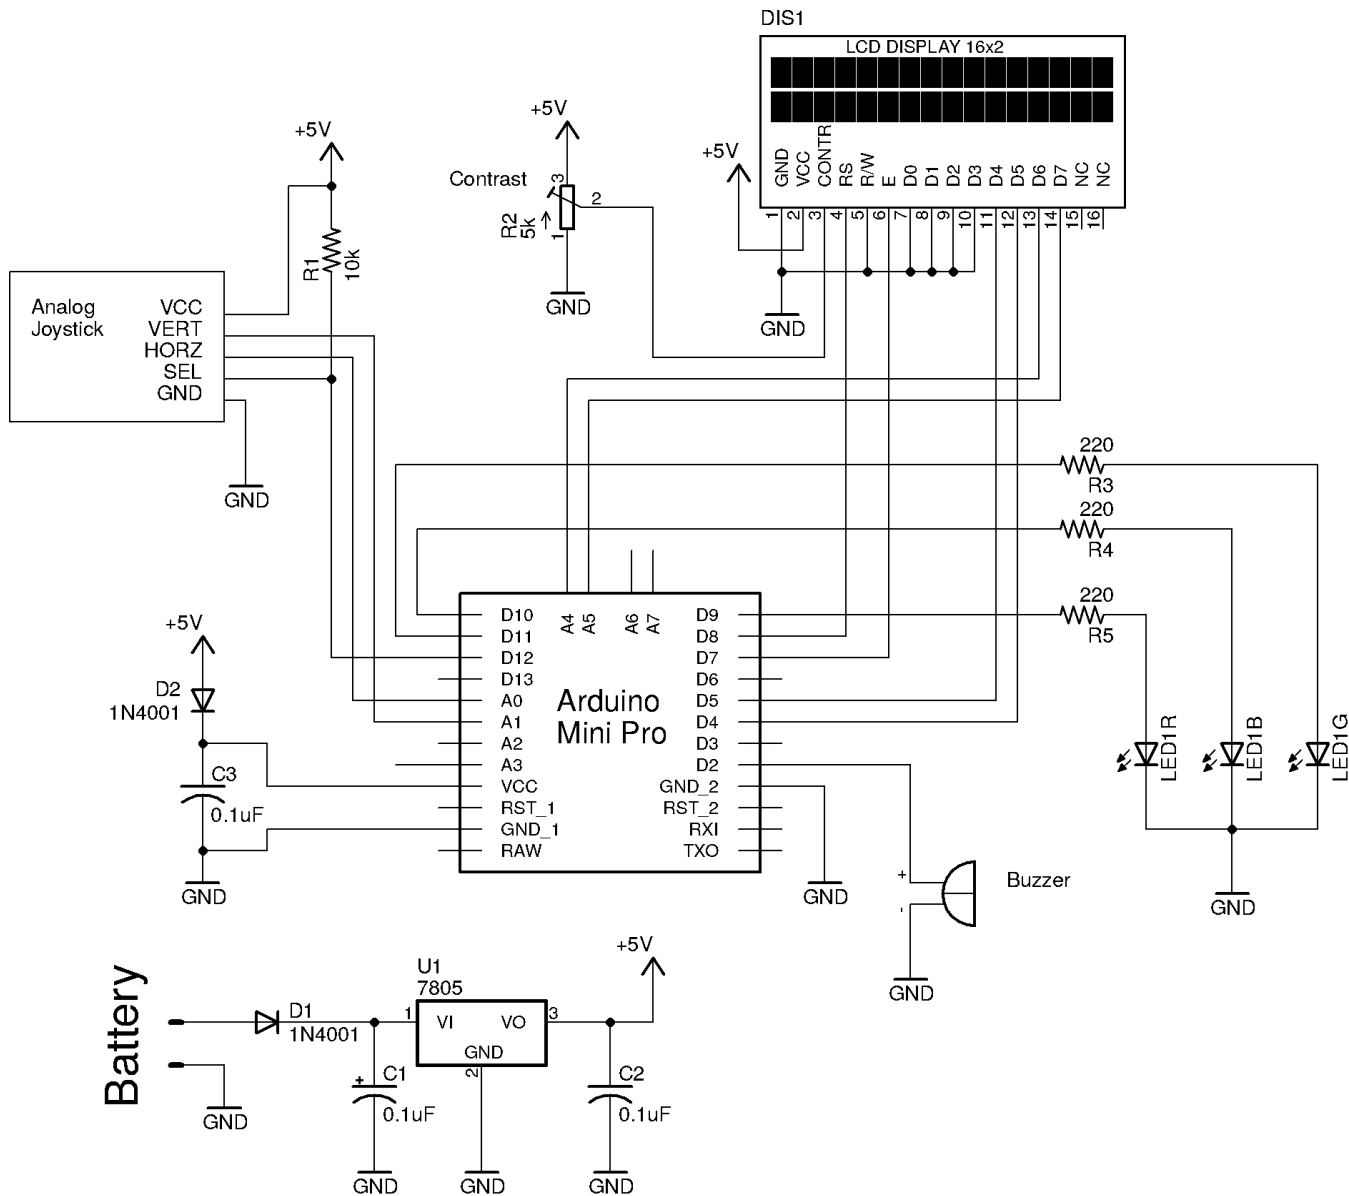 DIS1
LCD DISPLAY 16x2
GND VCC CONTR RS R/W E D0 D1 D2 D3 D4 D5 D6 D7 NC NC
1 2 3 4 5 6 7 8 9 10 11 12 13 14 15 16
+5V
GND
+5V
Contrast
3
2
1
R2
5k
GND
+5V
R1
10k
Analog
Joystick
VCC
VERT
HORZ
SEL
GND
GND
220
R3
220
R4
220
R5
A4 A5 A6 A7
D10
D11
D12
D13
A0
A1
A2
A3
VCC
RST_1
GND_1
RAW
Arduino
Mini Pro
D9
D8
D7
D6
D5
D4
D3
D2
GND_2
RST_2
RXI
TXO
GND
+5V
D2
1N4001
C3
0.1uF
GND
LED1R
LED1B
LED1G
GND
+
-
Buzzer
GND
Battery
GND
D1
1N4001
+
C1
0.1uF
GND
U1
7805
1
VI
VO
3
GND
2
GND
+5V
C2
0.1uF
GND